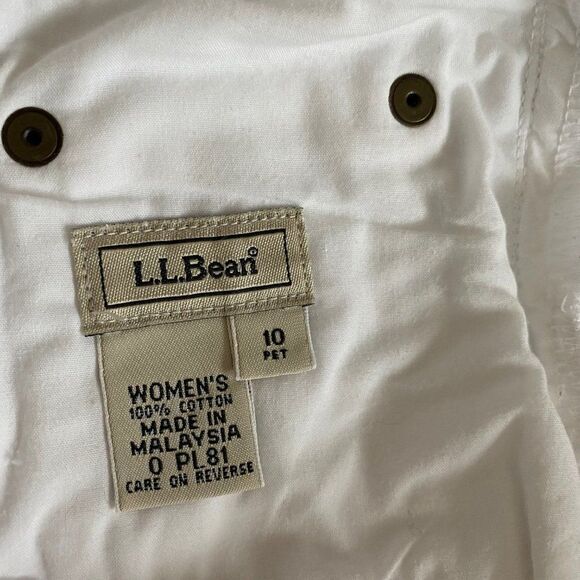 L.L.Bean®
10
PET
WOMEN'S
100% COTTON
MADE IN
MALAYSIA
0 PL81
CARE ON REVERSE